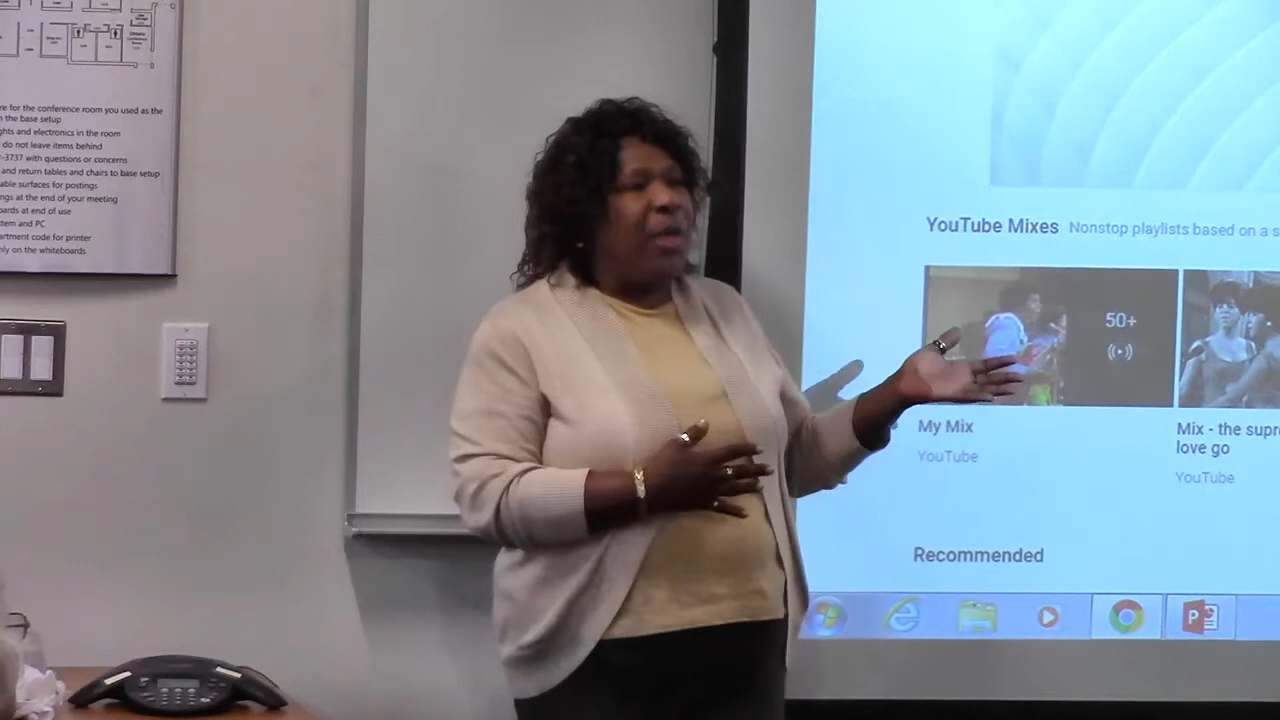 re for the conference room you used as the
the base setup
ghts and electronics in the room
do not leave items behind
-3737 with questions or concerns
and return tables and chairs to base setup
able surfaces for postings
ngs at the end of your meeting
oards at end of use
tem and PC
artment code for printer
nly on the whiteboards
YouTube Mixes Nonstop playlists based on a s
50+
My Mix
YouTube
Mix - the supr
love go
YouTube
Recommended
P